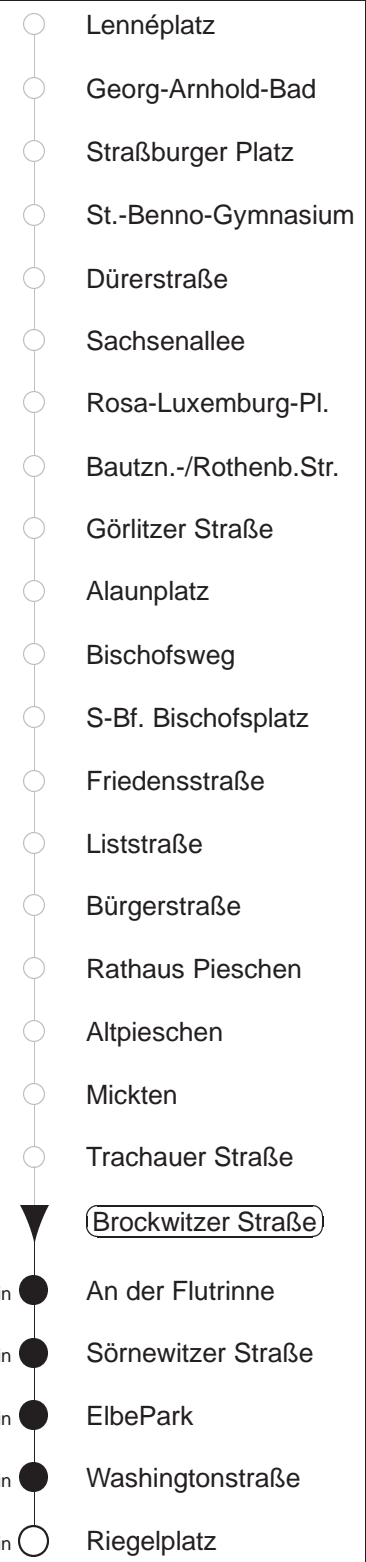 Lennéplatz
Georg-Arnhold-Bad
Straßburger Platz
St.-Benno-Gymnasium
Dürerstraße
Sachsenallee
Rosa-Luxemburg-Pl.
Bautzn.-/Rothenb.Str.
Görlitzer Straße
Alaunplatz
Bischofsweg
S-Bf. Bischofsplatz
Friedensstraße
Liststraße
Bürgerstraße
Rathaus Pieschen
Altpieschen
Mickten
Trachauer Straße
Brockwitzer Straße
An der Flutrinne
Sörnewitzer Straße
ElbePark
Washingtonstraße
Riegelplatz